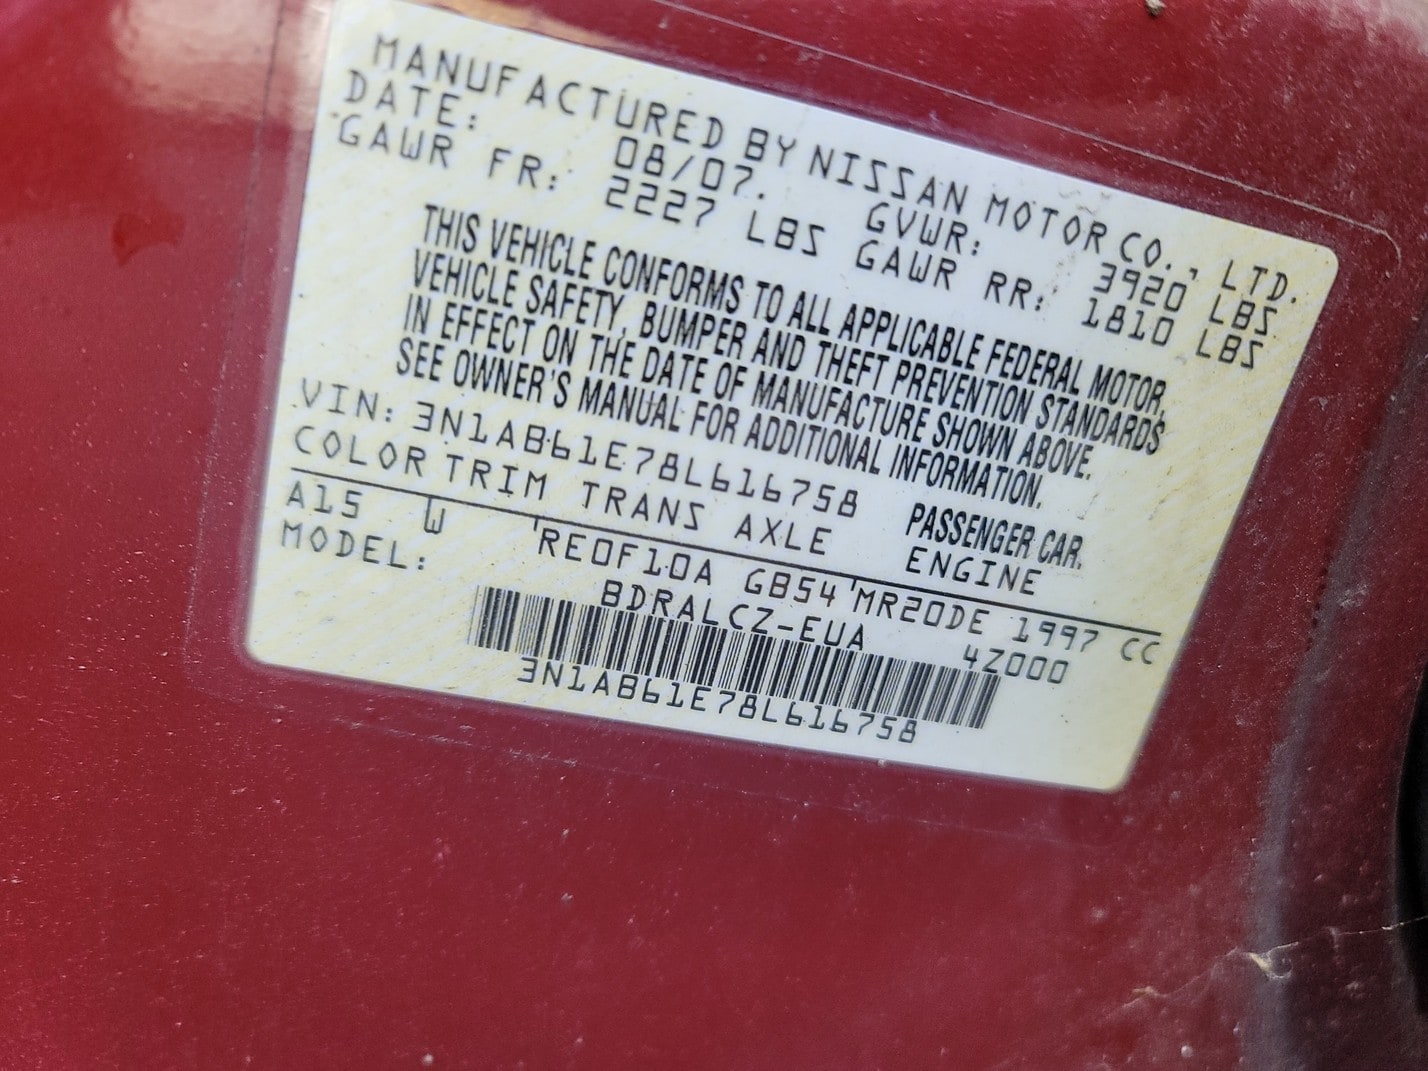 MANUFACTURED BY NISSAN MOTOR CO., LTD.
DATE: 08/07. GVWR: 3920 LBS
GAWR FR: 2227 LBS GAWR RR: 1810 LBS
THIS VEHICLE CONFORMS TO ALL APPLICABLE FEDERAL MOTOR
VEHICLE SAFETY, BUMPER AND THEFT PREVENTION STANDARDS
IN EFFECT ON THE DATE OF MANUFACTURE SHOWN ABOVE.
SEE OWNER'S MANUAL FOR ADDITIONAL INFORMATION.
VIN: 3N1AB61E78L616758 PASSENGER CAR.
COLOR TRIM TRANS AXLE ENGINE
A15 W RE0F10A GB54 MR20DE 1997 CC
MODEL: BDRALCZ-EUA 4Z000
3N1AB61E78L616758